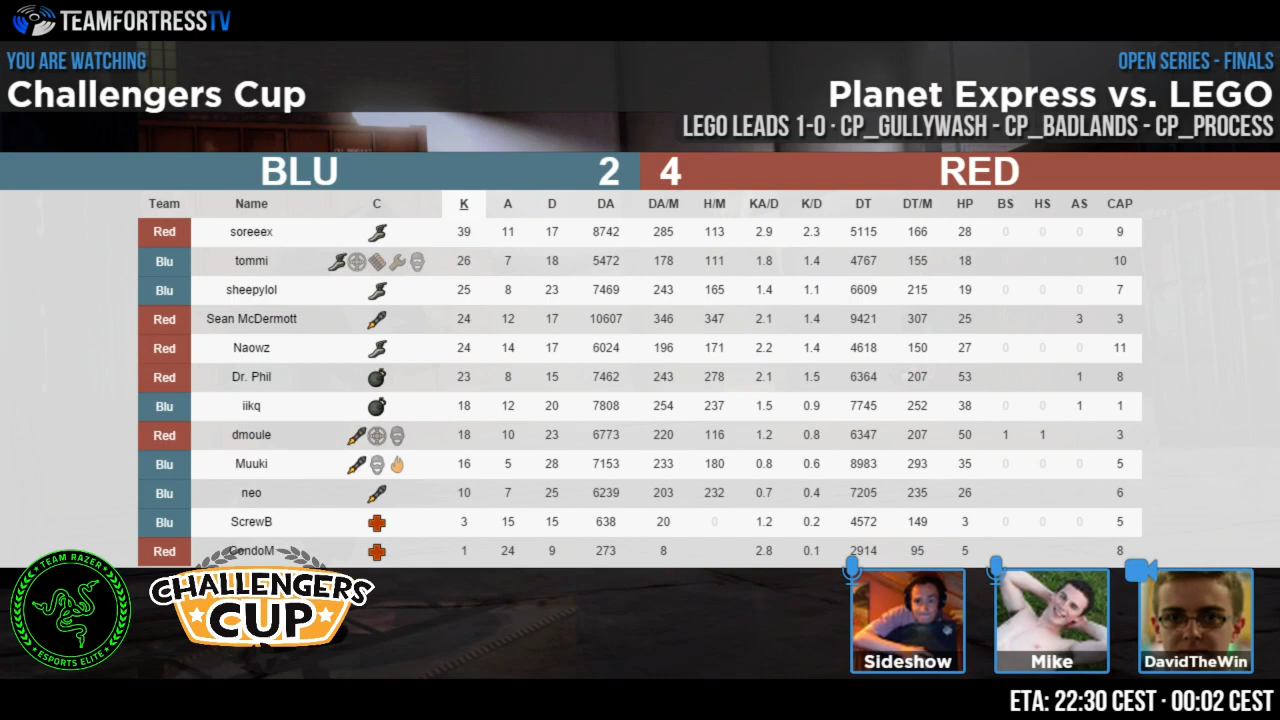 TEAMFORTRESSTV
YOU ARE WATCHING
Challengers Cup
OPEN SERIES - FINALS
Planet Express vs. LEGO
LEGO LEADS 1-0 · CP_GULLYWASH - CP_BADLANDS - CP_PROCESS
BLU 2 4 RED
Team Name C K A D DA DA/M H/M KA/D K/D DT DT/M HP BS HS AS CAP
Red soreeex 39 11 17 8742 285 113 2.9 2.3 5115 166 28 0 0 0 9
Blu tommi 26 7 18 5472 178 111 1.8 1.4 4767 155 18 10
Blu sheepylol 25 8 23 7469 243 165 1.4 1.1 6609 215 19 0 0 0 7
Red Sean McDermott 24 12 17 10607 346 347 2.1 1.4 9421 307 25 3 3
Red Naowz 24 14 17 6024 196 171 2.2 1.4 4618 150 27 0 0 0 11
Red Dr. Phil 23 8 15 7462 243 278 2.1 1.5 6364 207 53 1 8
Blu iikq 18 12 20 7808 254 237 1.5 0.9 7745 252 38 0 0 1 1
Red dmoule 18 10 23 6773 220 116 1.2 0.8 6347 207 50 1 1 3
Blu Muuki 16 5 28 7153 233 180 0.8 0.6 8983 293 35 0 0 0 5
Blu neo 10 7 25 6239 203 232 0.7 0.4 7205 235 26 6
Blu ScrewB 3 15 15 638 20 0 1.2 0.2 4572 149 3 0 0 0 5
Red CondoM 1 24 9 273 8 2.8 0.1 2914 95 5 8
TEAM RAZER
ESPORTS ELITE
CHALLENGERS
CUP
Sideshow
Mike
DavidTheWin
ETA: 22:30 CEST · 00:02 CEST